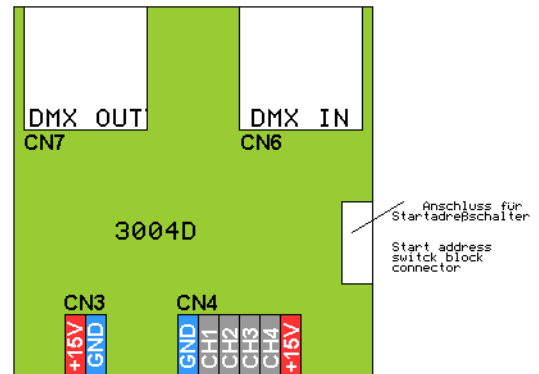 DMX OUT
DMX IN
CN7
CN6
Anschluss für
Startadreßschalter
3004D
Start address
switck block
connector
CN3
CN4
+15V
GND
GND
CH1
CH2
CH3
CH4
+15V